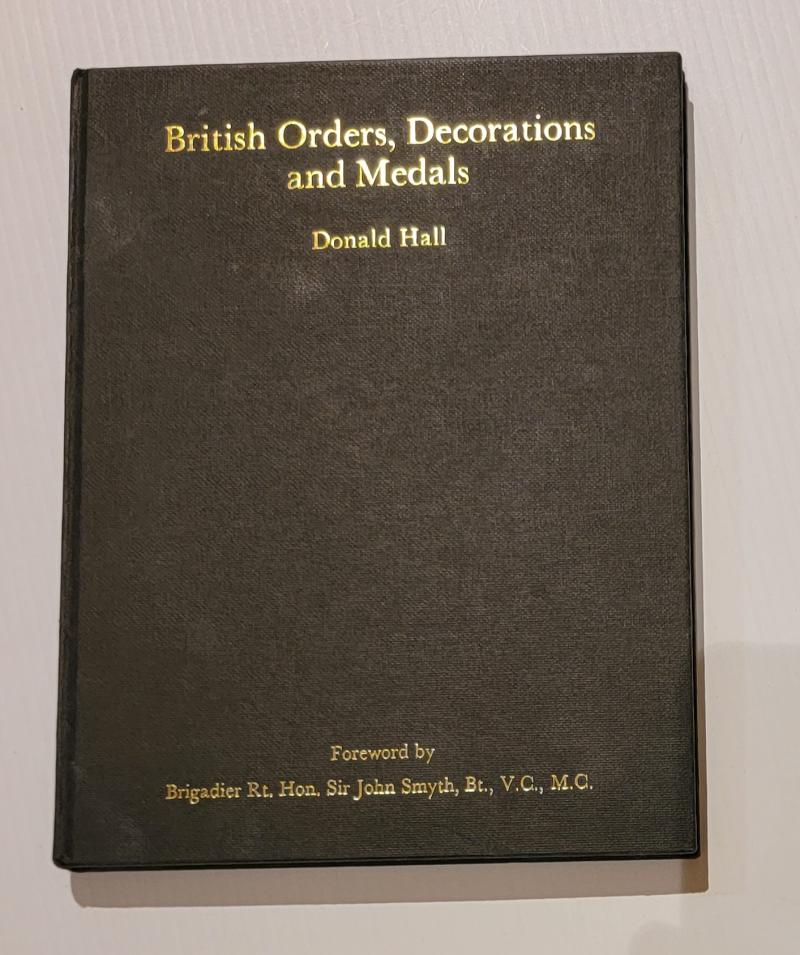 British Orders, Decorations
and Medals
Donald Hall
Foreword by
Brigadier Rt. Hon. Sir John Smyth, Bt., V.C., M.C.